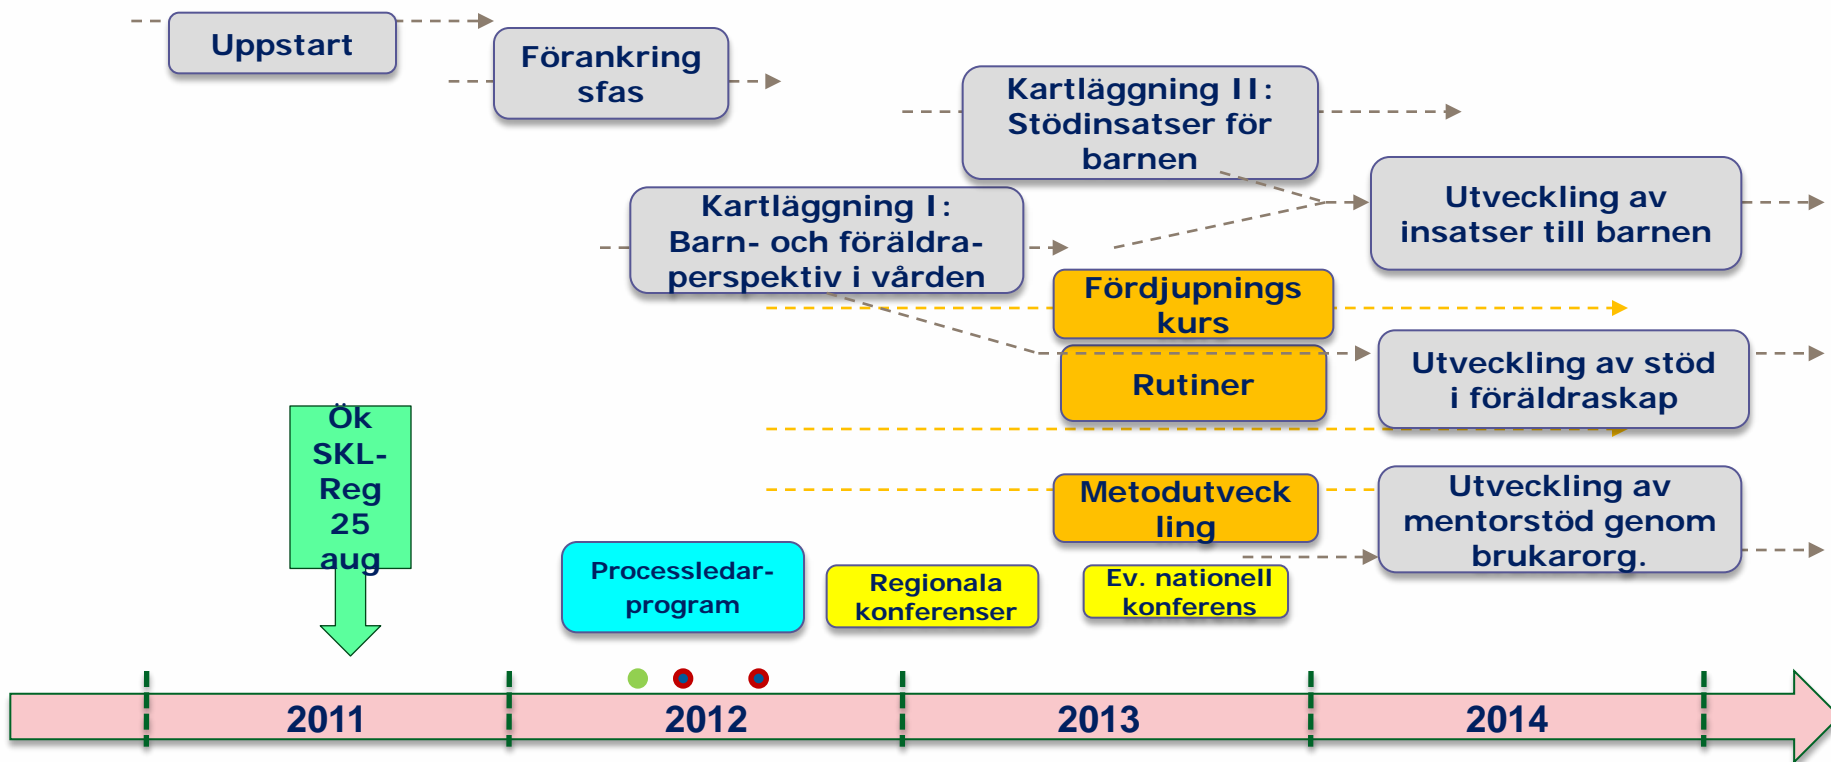 Uppstart
Förankring
sfas
Kartläggning II:
Stödinsatser för
barnen
Utveckling av
insatser till barnen
Kartläggning I:
Barn- och föräldra-
perspektiv i vården
Fördjupnings
kurs
Rutiner
Utveckling av stöd
i föräldraskap
Ök
SKL-
Reg
25
aug
Metodutveck
ling
Utveckling av
mentorstöd genom
brukarorg.
Processledar-
program
Regionala
konferenser
Ev. nationell
konferens
2011
2012
2013
2014